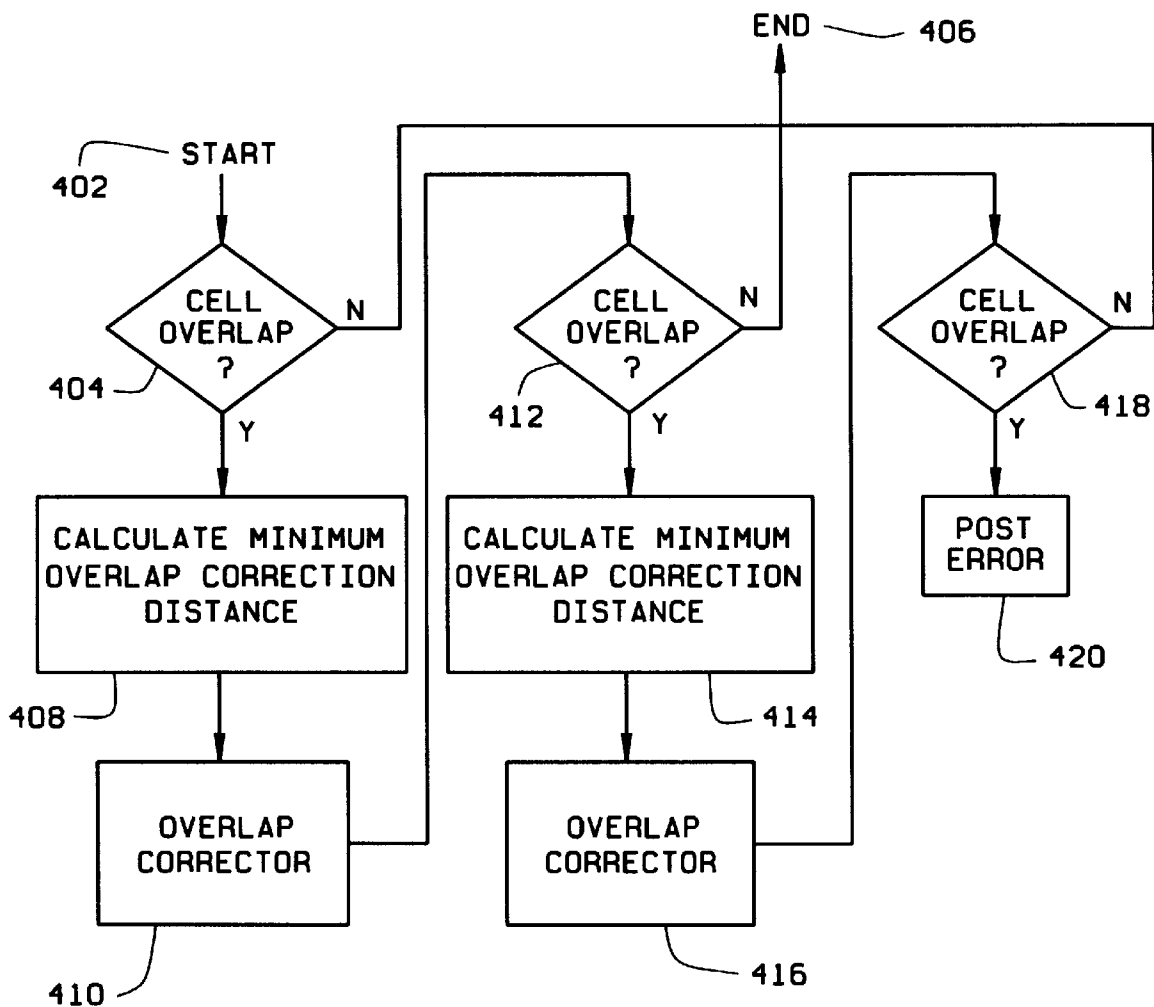 END
406
START
402
CELL
OVERLAP
?
N
Y
404
CELL
OVERLAP
?
N
Y
412
CELL
OVERLAP
?
N
Y
418
CALCULATE MINIMUM
OVERLAP CORRECTION
DISTANCE
408
CALCULATE MINIMUM
OVERLAP CORRECTION
DISTANCE
414
POST
ERROR
420
OVERLAP
CORRECTOR
410
OVERLAP
CORRECTOR
416